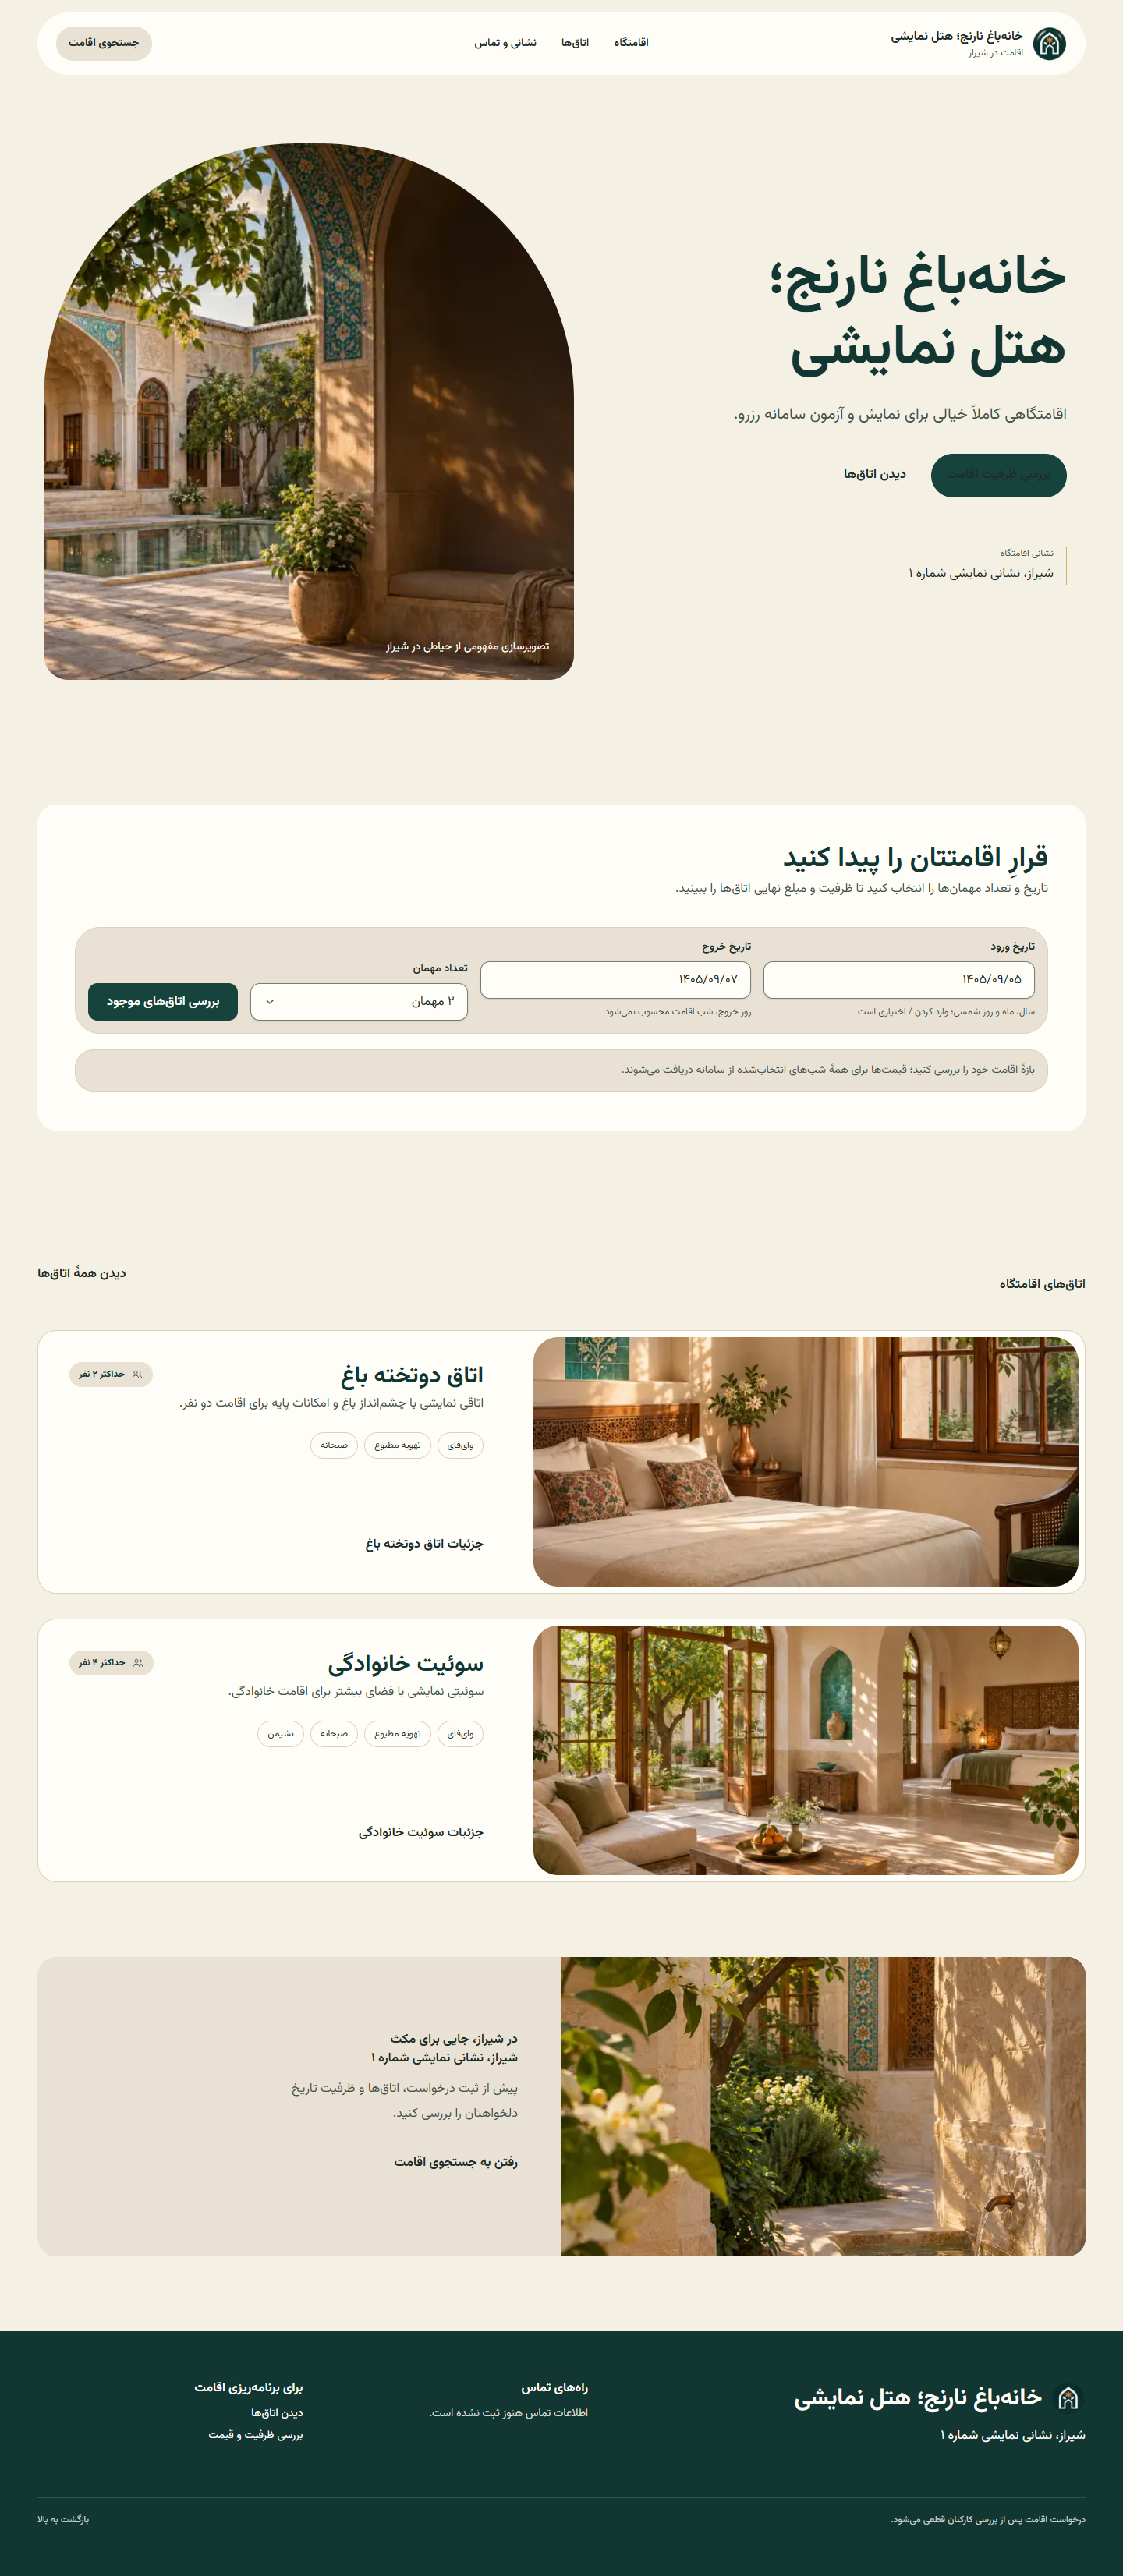 خانه‌باغ نارنج؛ هتل نمایشی
اقامت در شیراز
اقامتگاه
اتاق‌ها
نشانی و تماس
جستجوی اقامت
خانه‌باغ نارنج؛
هتل نمایشی
اقامتگاهی کاملاً خیالی برای نمایش و آزمون سامانه رزرو.
بررسی ظرفیت اقامت
دیدن اتاق‌ها
نشانی اقامتگاه
شیراز، نشانی نمایشی شماره ۱
تصویرسازی مفهومی از حیاطی در شیراز
قرارِ اقامتتان را پیدا کنید
تاریخ و تعداد مهمان‌ها را انتخاب کنید تا ظرفیت و مبلغ نهایی اتاق‌ها را ببینید.
تاریخ ورود
۱۴۰۵/۰۹/۰۵
سال، ماه و روز شمسی؛ وارد کردن / اختیاری است
تاریخ خروج
۱۴۰۵/۰۹/۰۷
روز خروج، شب اقامت محسوب نمی‌شود
تعداد مهمان
۲ مهمان
بررسی اتاق‌های موجود
بازهٔ اقامت خود را بررسی کنید؛ قیمت‌ها برای همهٔ شب‌های انتخاب‌شده از سامانه دریافت می‌شوند.
اتاق‌های اقامتگاه
دیدن همهٔ اتاق‌ها
اتاق دوتخته باغ
حداکثر ۲ نفر
اتاقی نمایشی با چشم‌انداز باغ و امکانات پایه برای اقامت دو نفر.
وای‌فای
تهویه مطبوع
صبحانه
جزئیات اتاق دوتخته باغ
سوئیت خانوادگی
حداکثر ۴ نفر
سوئیتی نمایشی با فضای بیشتر برای اقامت خانوادگی.
وای‌فای
تهویه مطبوع
صبحانه
نشیمن
جزئیات سوئیت خانوادگی
در شیراز، جایی برای مکث
شیراز، نشانی نمایشی شماره ۱
پیش از ثبت درخواست، اتاق‌ها و ظرفیت تاریخ
دلخواهتان را بررسی کنید.
رفتن به جستجوی اقامت
خانه‌باغ نارنج؛ هتل نمایشی
شیراز، نشانی نمایشی شماره ۱
راه‌های تماس
اطلاعات تماس هنوز ثبت نشده است.
برای برنامه‌ریزی اقامت
دیدن اتاق‌ها
بررسی ظرفیت و قیمت
درخواست اقامت پس از بررسی کارکنان قطعی می‌شود.
بازگشت به بالا